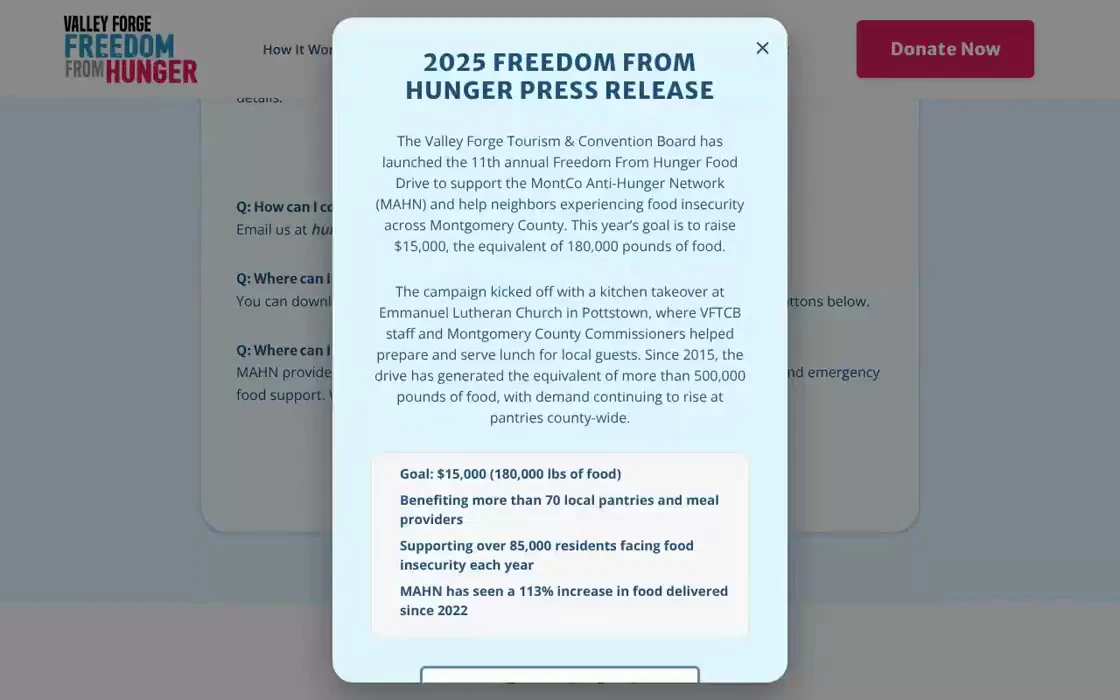 VALLEY FORGE
FREEDOM
FROM HUNGER
How It Wor
Donate Now
details.
Q: How can I co
Email us at hu
Q: Where can I
You can downl
ttons below.
Q: Where can I
MAHN provide
nd emergency
food support.
2025 FREEDOM FROM
HUNGER PRESS RELEASE
The Valley Forge Tourism & Convention Board has
launched the 11th annual Freedom From Hunger Food
Drive to support the MontCo Anti-Hunger Network
(MAHN) and help neighbors experiencing food insecurity
across Montgomery County. This year’s goal is to raise
$15,000, the equivalent of 180,000 pounds of food.
The campaign kicked off with a kitchen takeover at
Emmanuel Lutheran Church in Pottstown, where VFTCB
staff and Montgomery County Commissioners helped
prepare and serve lunch for local guests. Since 2015, the
drive has generated the equivalent of more than 500,000
pounds of food, with demand continuing to rise at
pantries county-wide.
Goal: $15,000 (180,000 lbs of food)
Benefiting more than 70 local pantries and meal
providers
Supporting over 85,000 residents facing food
insecurity each year
MAHN has seen a 113% increase in food delivered
since 2022